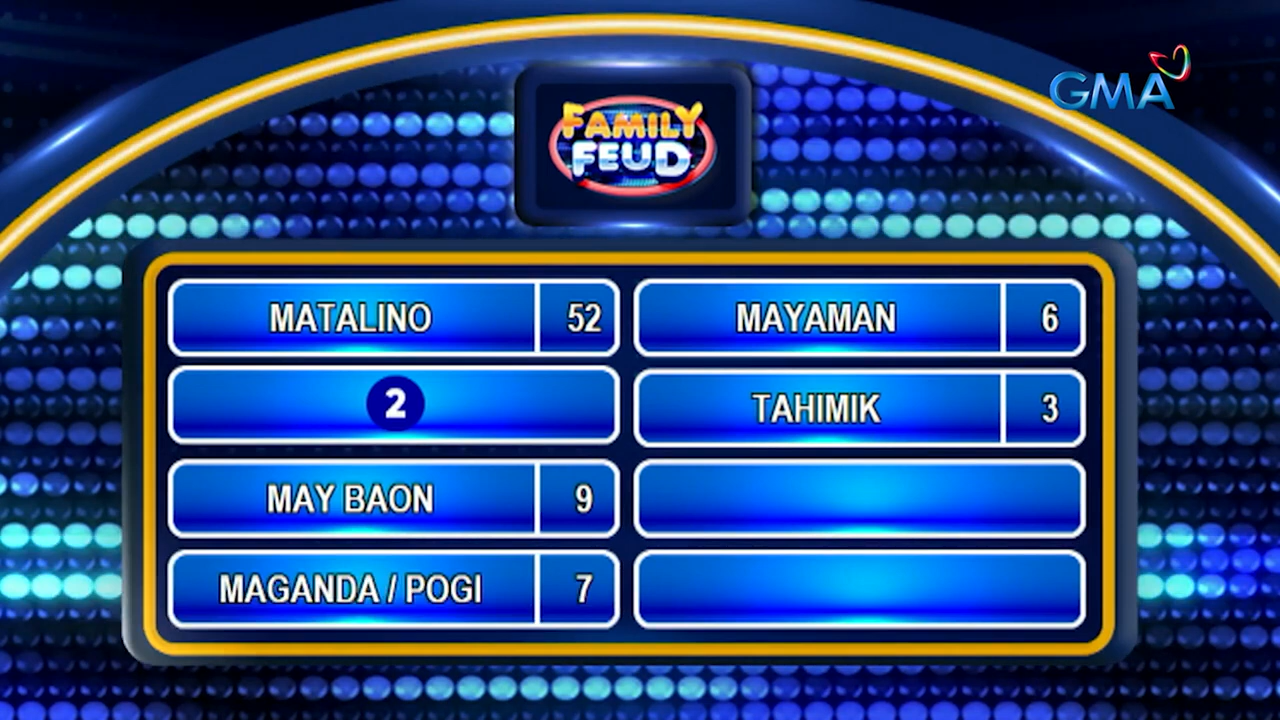 GMA
FAMILY
FEUD
MATALINO 52
2
MAY BAON 9
MAGANDA / POGI 7
MAYAMAN 6
TAHIMIK 3